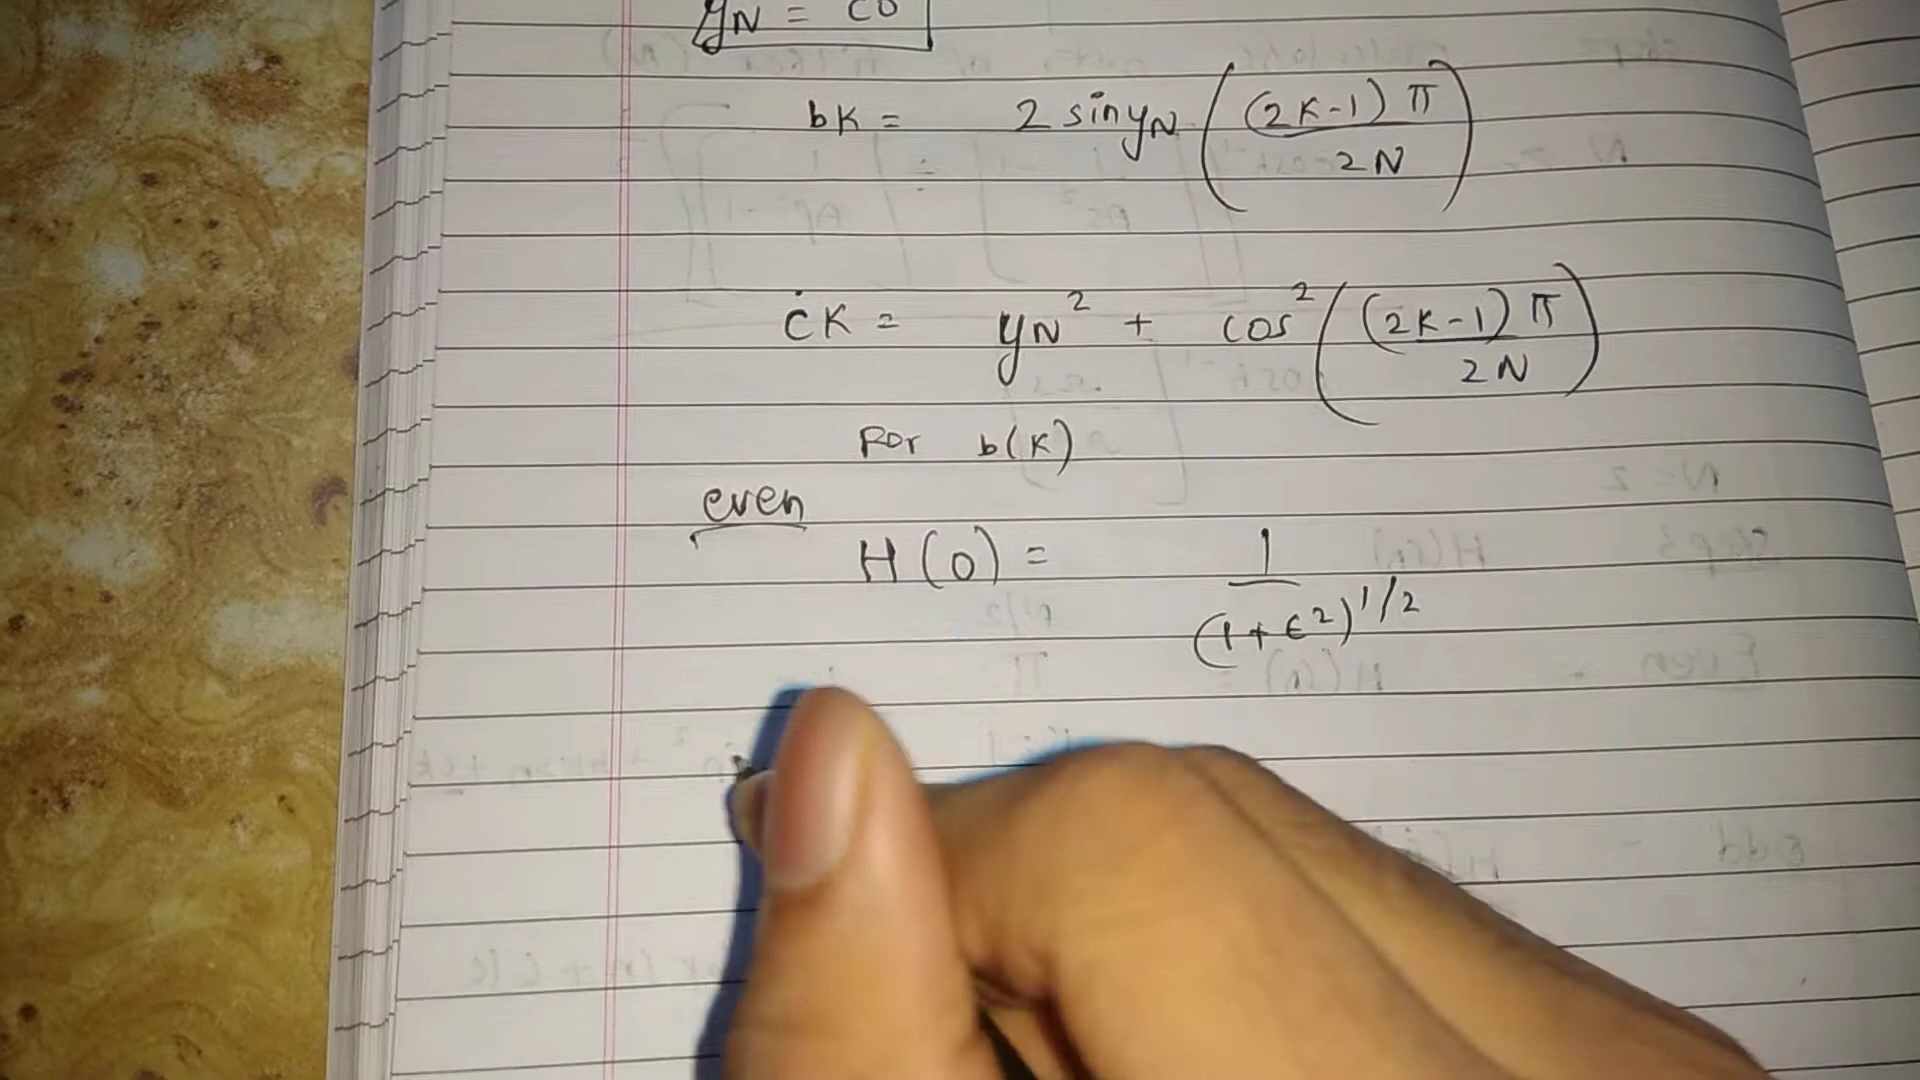 yN = c0
bK = 2 sinyN ((2K-1) π / 2N)
cK = yN² + cos² ((2K-1) π / 2N)
For b(K)
even
H(0) = 1 / (1+ε²)^1/2